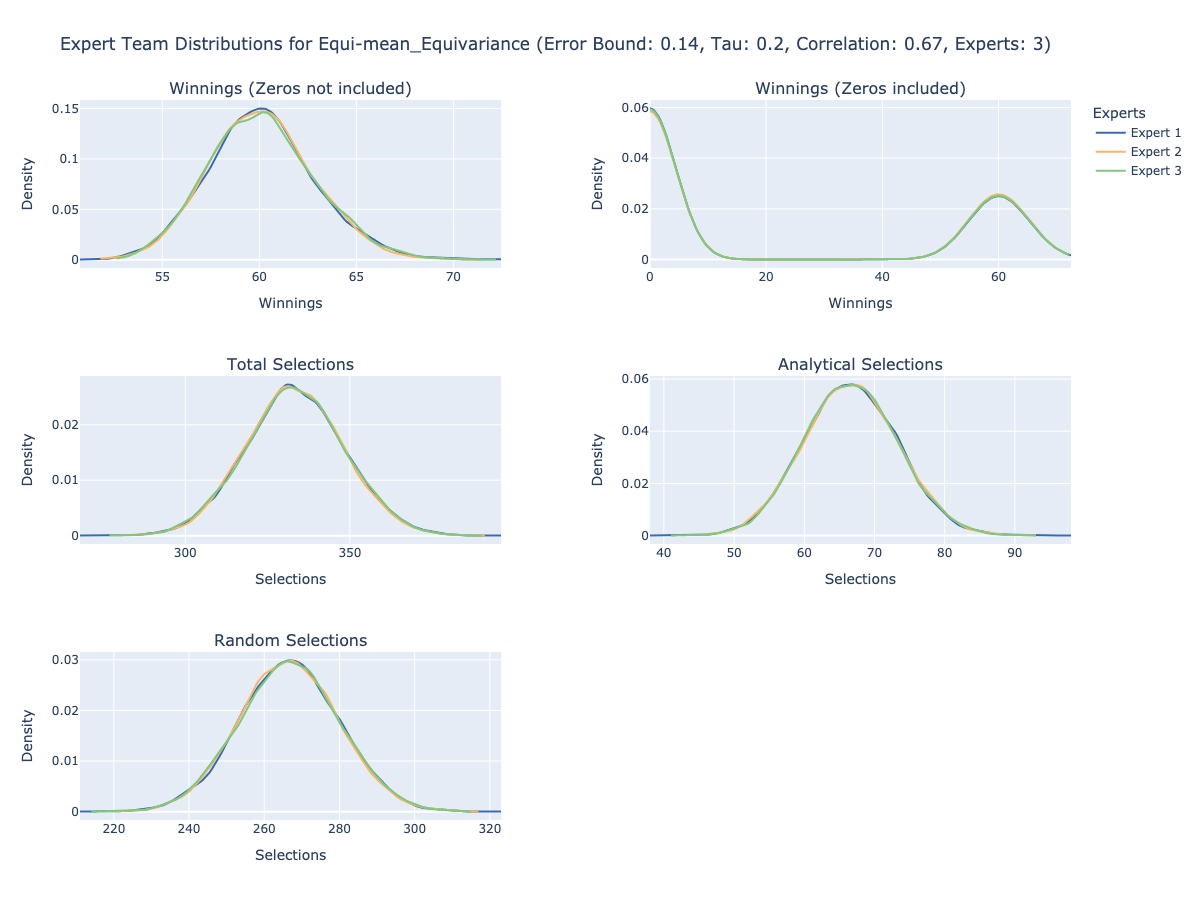 Expert Team Distributions for Equi-mean_Equivariance (Error Bound: 0.14, Tau: 0.2, Correlation: 0.67, Experts: 3)
Winnings (Zeros not included)
0.15
0.1
0.05
0
Density
55 60 65 70
Winnings
Winnings (Zeros included)
0.06
0.04
0.02
0
Density
0 20 40 60
Winnings
Experts
Expert 1
Expert 2
Expert 3
Total Selections
0.02
0.01
0
Density
300 350
Selections
Analytical Selections
0.06
0.04
0.02
0
Density
40 50 60 70 80 90
Selections
Random Selections
0.03
0.02
0.01
0
Density
220 240 260 280 300 320
Selections